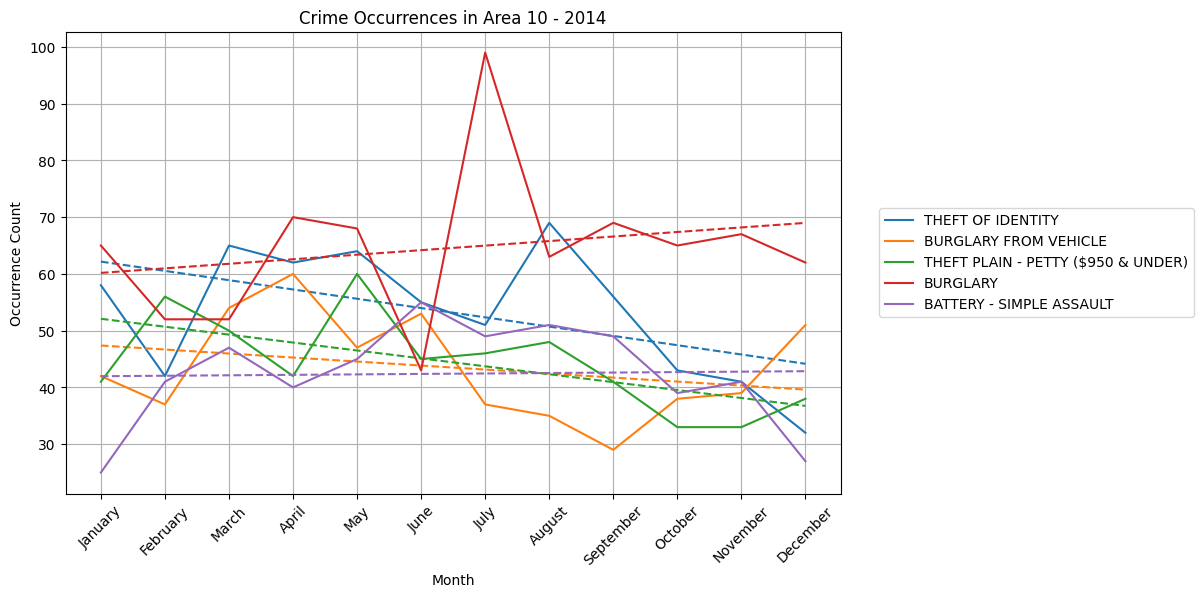 Crime Occurrences in Area 10 - 2014
Occurrence Count
100
90
80
70
60
50
40
30
January
February
March
April
May
June
July
August
September
October
November
December
Month
THEFT OF IDENTITY
BURGLARY FROM VEHICLE
THEFT PLAIN - PETTY ($950 & UNDER)
BURGLARY
BATTERY - SIMPLE ASSAULT